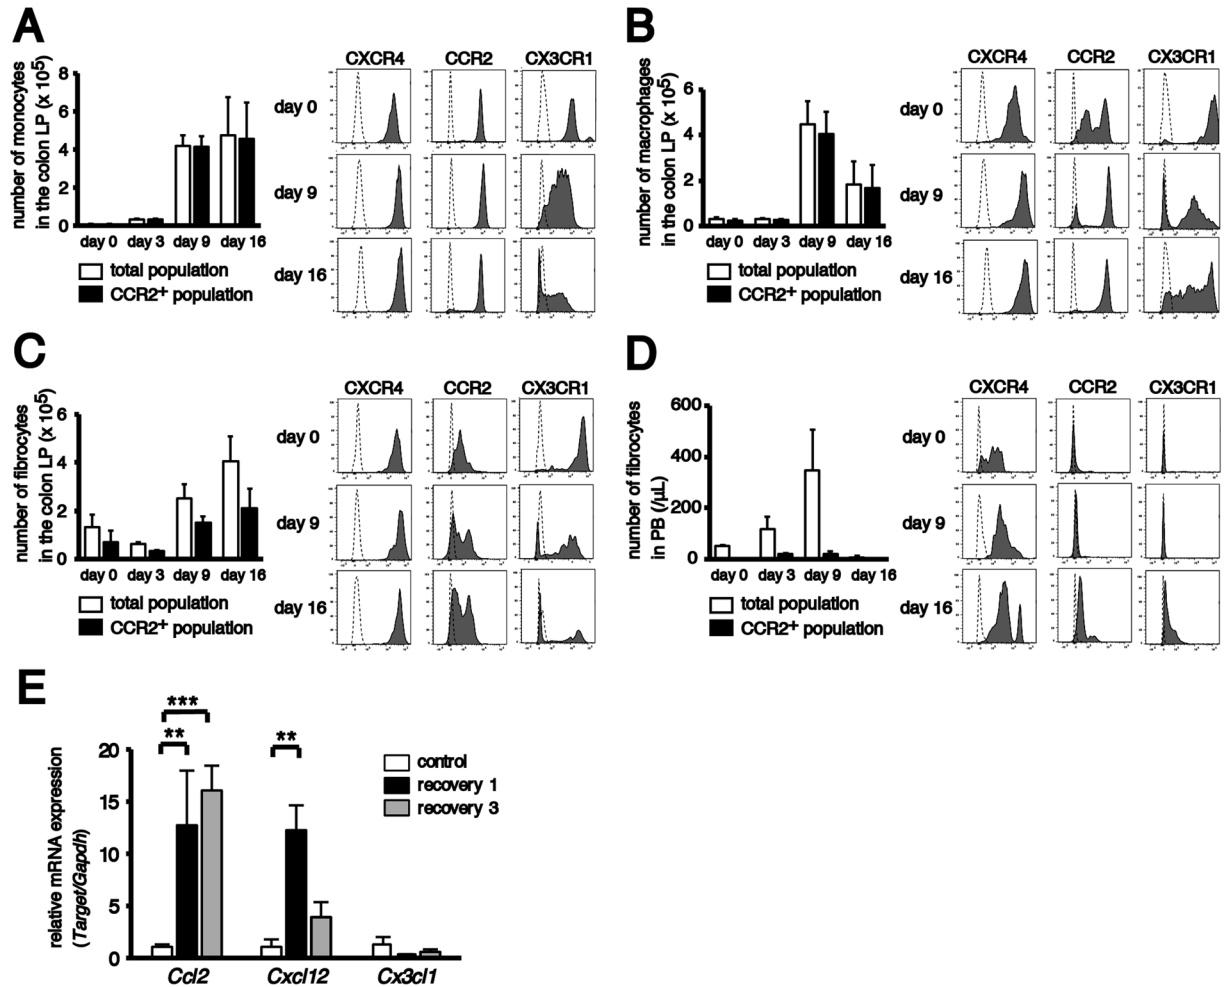 A
number of monocytes
in the colon LP (x 10⁵)
8
6
4
2
0
day 0 day 3 day 9 day 16
total population
CCR2⁺ population
CXCR4 CCR2 CX3CR1
day 0
day 9
day 16
B
number of macrophages
in the colon LP (x 10⁵)
6
4
2
0
day 0 day 3 day 9 day 16
total population
CCR2⁺ population
CXCR4 CCR2 CX3CR1
day 0
day 9
day 16
C
number of fibrocytes
in the colon LP (x 10⁵)
6
4
2
0
day 0 day 3 day 9 day 16
total population
CCR2⁺ population
CXCR4 CCR2 CX3CR1
day 0
day 9
day 16
D
number of fibrocytes
in PB (/μL)
600
400
200
0
day 0 day 3 day 9 day 16
total population
CCR2⁺ population
CXCR4 CCR2 CX3CR1
day 0
day 9
day 16
E
relative mRNA expression
(Target/Gapdh)
20
15
10
5
0
***
** **
control
recovery 1
recovery 3
Ccl2 Cxcl12 Cx3cl1